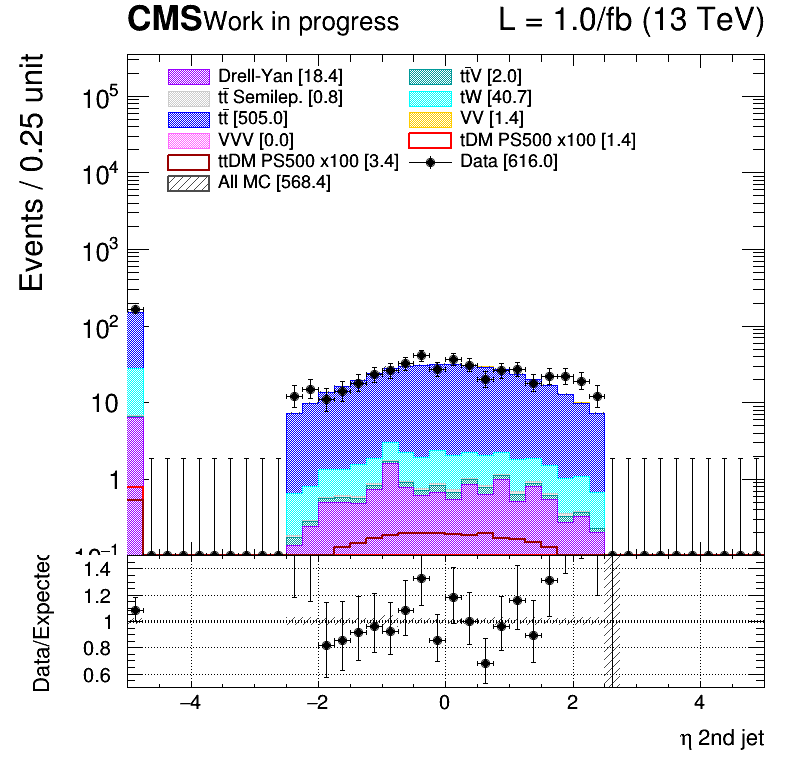 CMS Work in progress L = 1.0/fb (13 TeV)
Events / 0.25 unit
Drell-Yan [18.4] tt̄V [2.0]
tt̄ Semilep. [0.8] tW [40.7]
tt̄ [505.0] VV [1.4]
VVV [0.0] tDM PS500 x100 [1.4]
ttDM PS500 x100 [3.4] Data [616.0]
All MC [568.4]
10⁵
10⁴
10³
10²
10
1
10⁻¹
Data/Expected
1.4
1.2
1
0.8
0.6
−4 −2 0 2 4
η 2nd jet